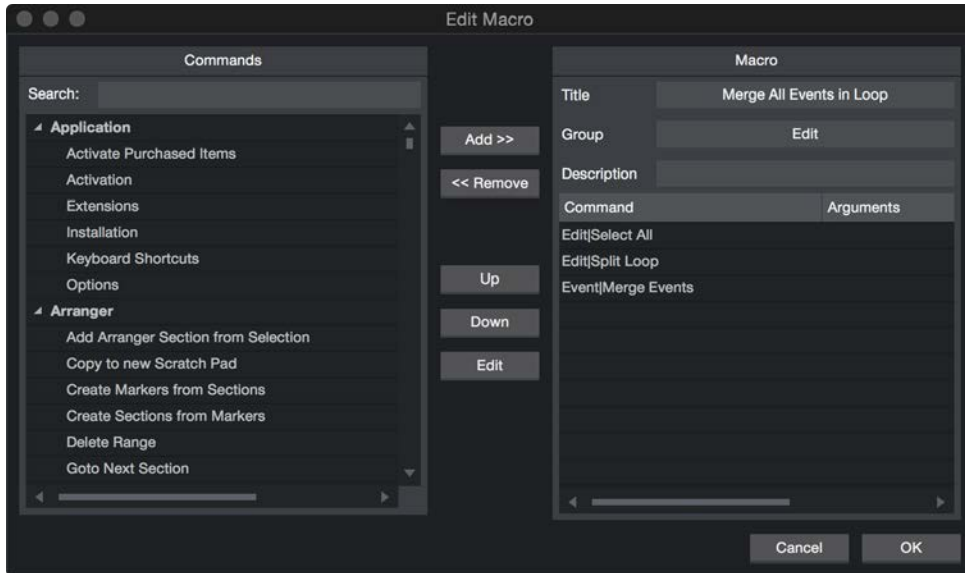 Edit Macro
Commands
Search:
Application
Activate Purchased Items
Activation
Extensions
Installation
Keyboard Shortcuts
Options
Arranger
Add Arranger Section from Selection
Copy to new Scratch Pad
Create Markers from Sections
Create Sections from Markers
Delete Range
Goto Next Section
Add >>
<< Remove
Up
Down
Edit
Macro
Title Merge All Events in Loop
Group Edit
Description
Command Arguments
Edit|Select All
Edit|Split Loop
Event|Merge Events
Cancel OK